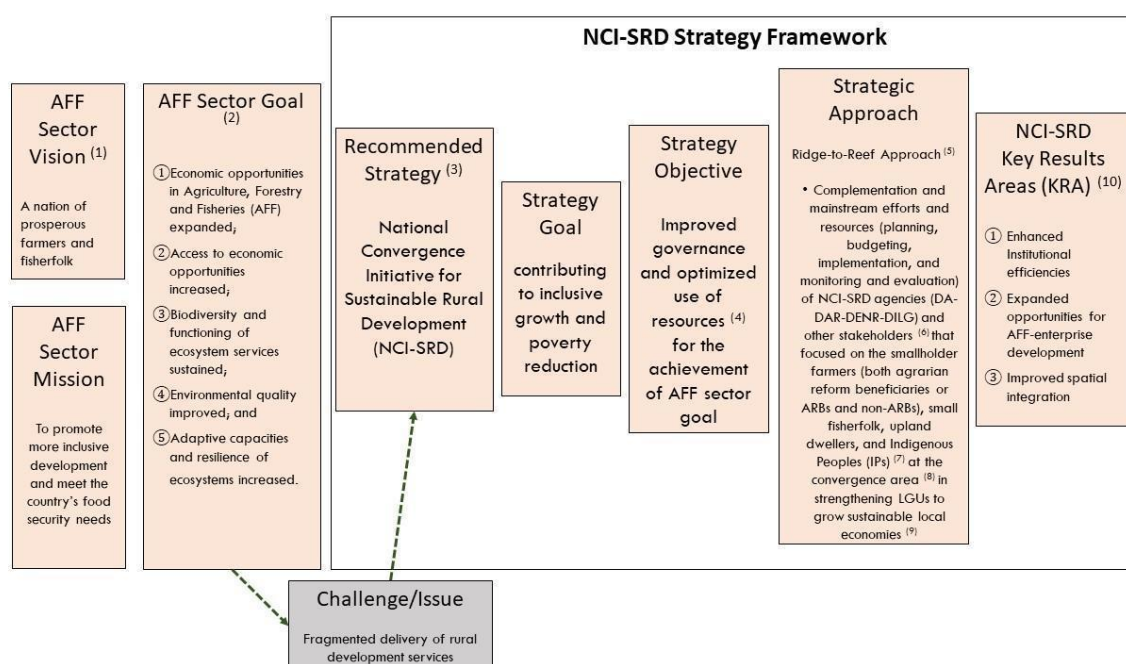 NCI-SRD Strategy Framework
AFF
Sector
Vision (1)
A nation of
prosperous
farmers and
fisherfolk
AFF
Sector
Mission
To promote
more inclusive
development
and meet the
country's food
security needs
AFF Sector Goal
(2)
①Economic opportunities
in Agriculture, Forestry
and Fisheries (AFF)
expanded;
②Access to economic
opportunities
increased;
③Biodiversity and
functioning of
ecosystem services
sustained;
④Environmental quality
improved; and
⑤Adaptive capacities
and resilience of
ecosystems increased.
Recommended
Strategy (3)
National
Convergence
Initiative for
Sustainable Rural
Development
(NCI-SRD)
Strategy
Goal
contributing
to inclusive
growth and
poverty
reduction
Strategy
Objective
Improved
governance
and optimized
use of
resources (4)
for the
achievement
of AFF sector
goal
Strategic
Approach
Ridge-to-Reef Approach (5)
• Complementation and
mainstream efforts and
resources (planning,
budgeting,
implementation, and
monitoring and evaluation)
of NCI-SRD agencies (DA-
DAR-DENR-DILG) and
other stakeholders (6) that
focused on the smallholder
farmers (both agrarian
reform beneficiaries or
ARBs and non-ARBs), small
fisherfolk, upland
dwellers, and Indigenous
Peoples (IPs) (7) at the
convergence area (8) in
strengthening LGUs to
grow sustainable local
economies (9)
NCI-SRD
Key Results
Areas (KRA) (10)
① Enhanced
Institutional
efficiencies
② Expanded
opportunities for
AFF-enterprise
development
③ Improved spatial
integration
Challenge/Issue
Fragmented delivery of rural
development services